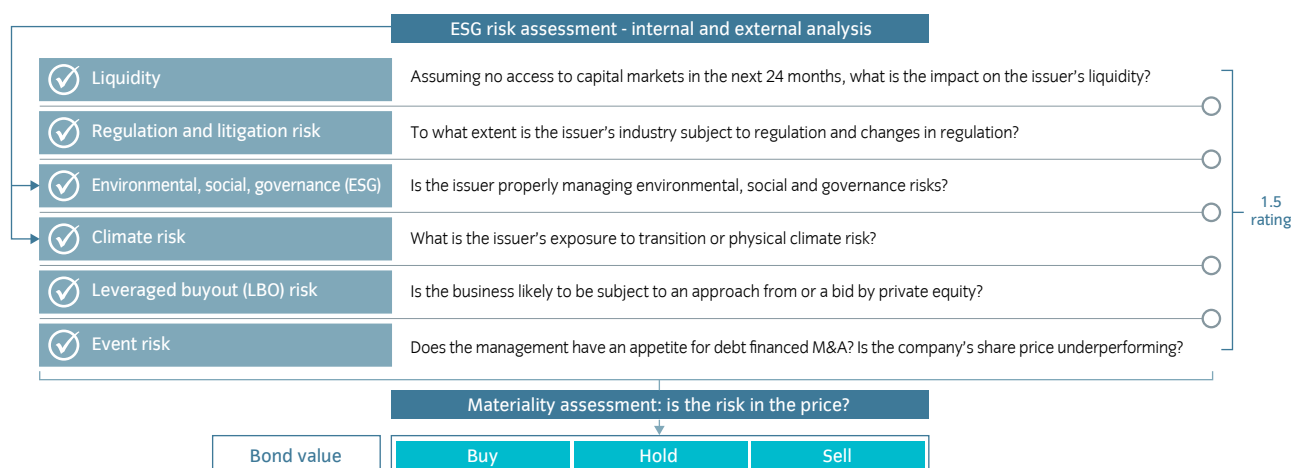 ESG risk assessment - internal and external analysis
Liquidity
Assuming no access to capital markets in the next 24 months, what is the impact on the issuer's liquidity?
Regulation and litigation risk
To what extent is the issuer's industry subject to regulation and changes in regulation?
Environmental, social, governance (ESG)
Is the issuer properly managing environmental, social and governance risks?
Climate risk
What is the issuer's exposure to transition or physical climate risk?
Leveraged buyout (LBO) risk
Is the business likely to be subject to an approach from or a bid by private equity?
Event risk
Does the management have an appetite for debt financed M&A? Is the company's share price underperforming?
1.5
rating
Materiality assessment: is the risk in the price?
Bond value
Buy
Hold
Sell